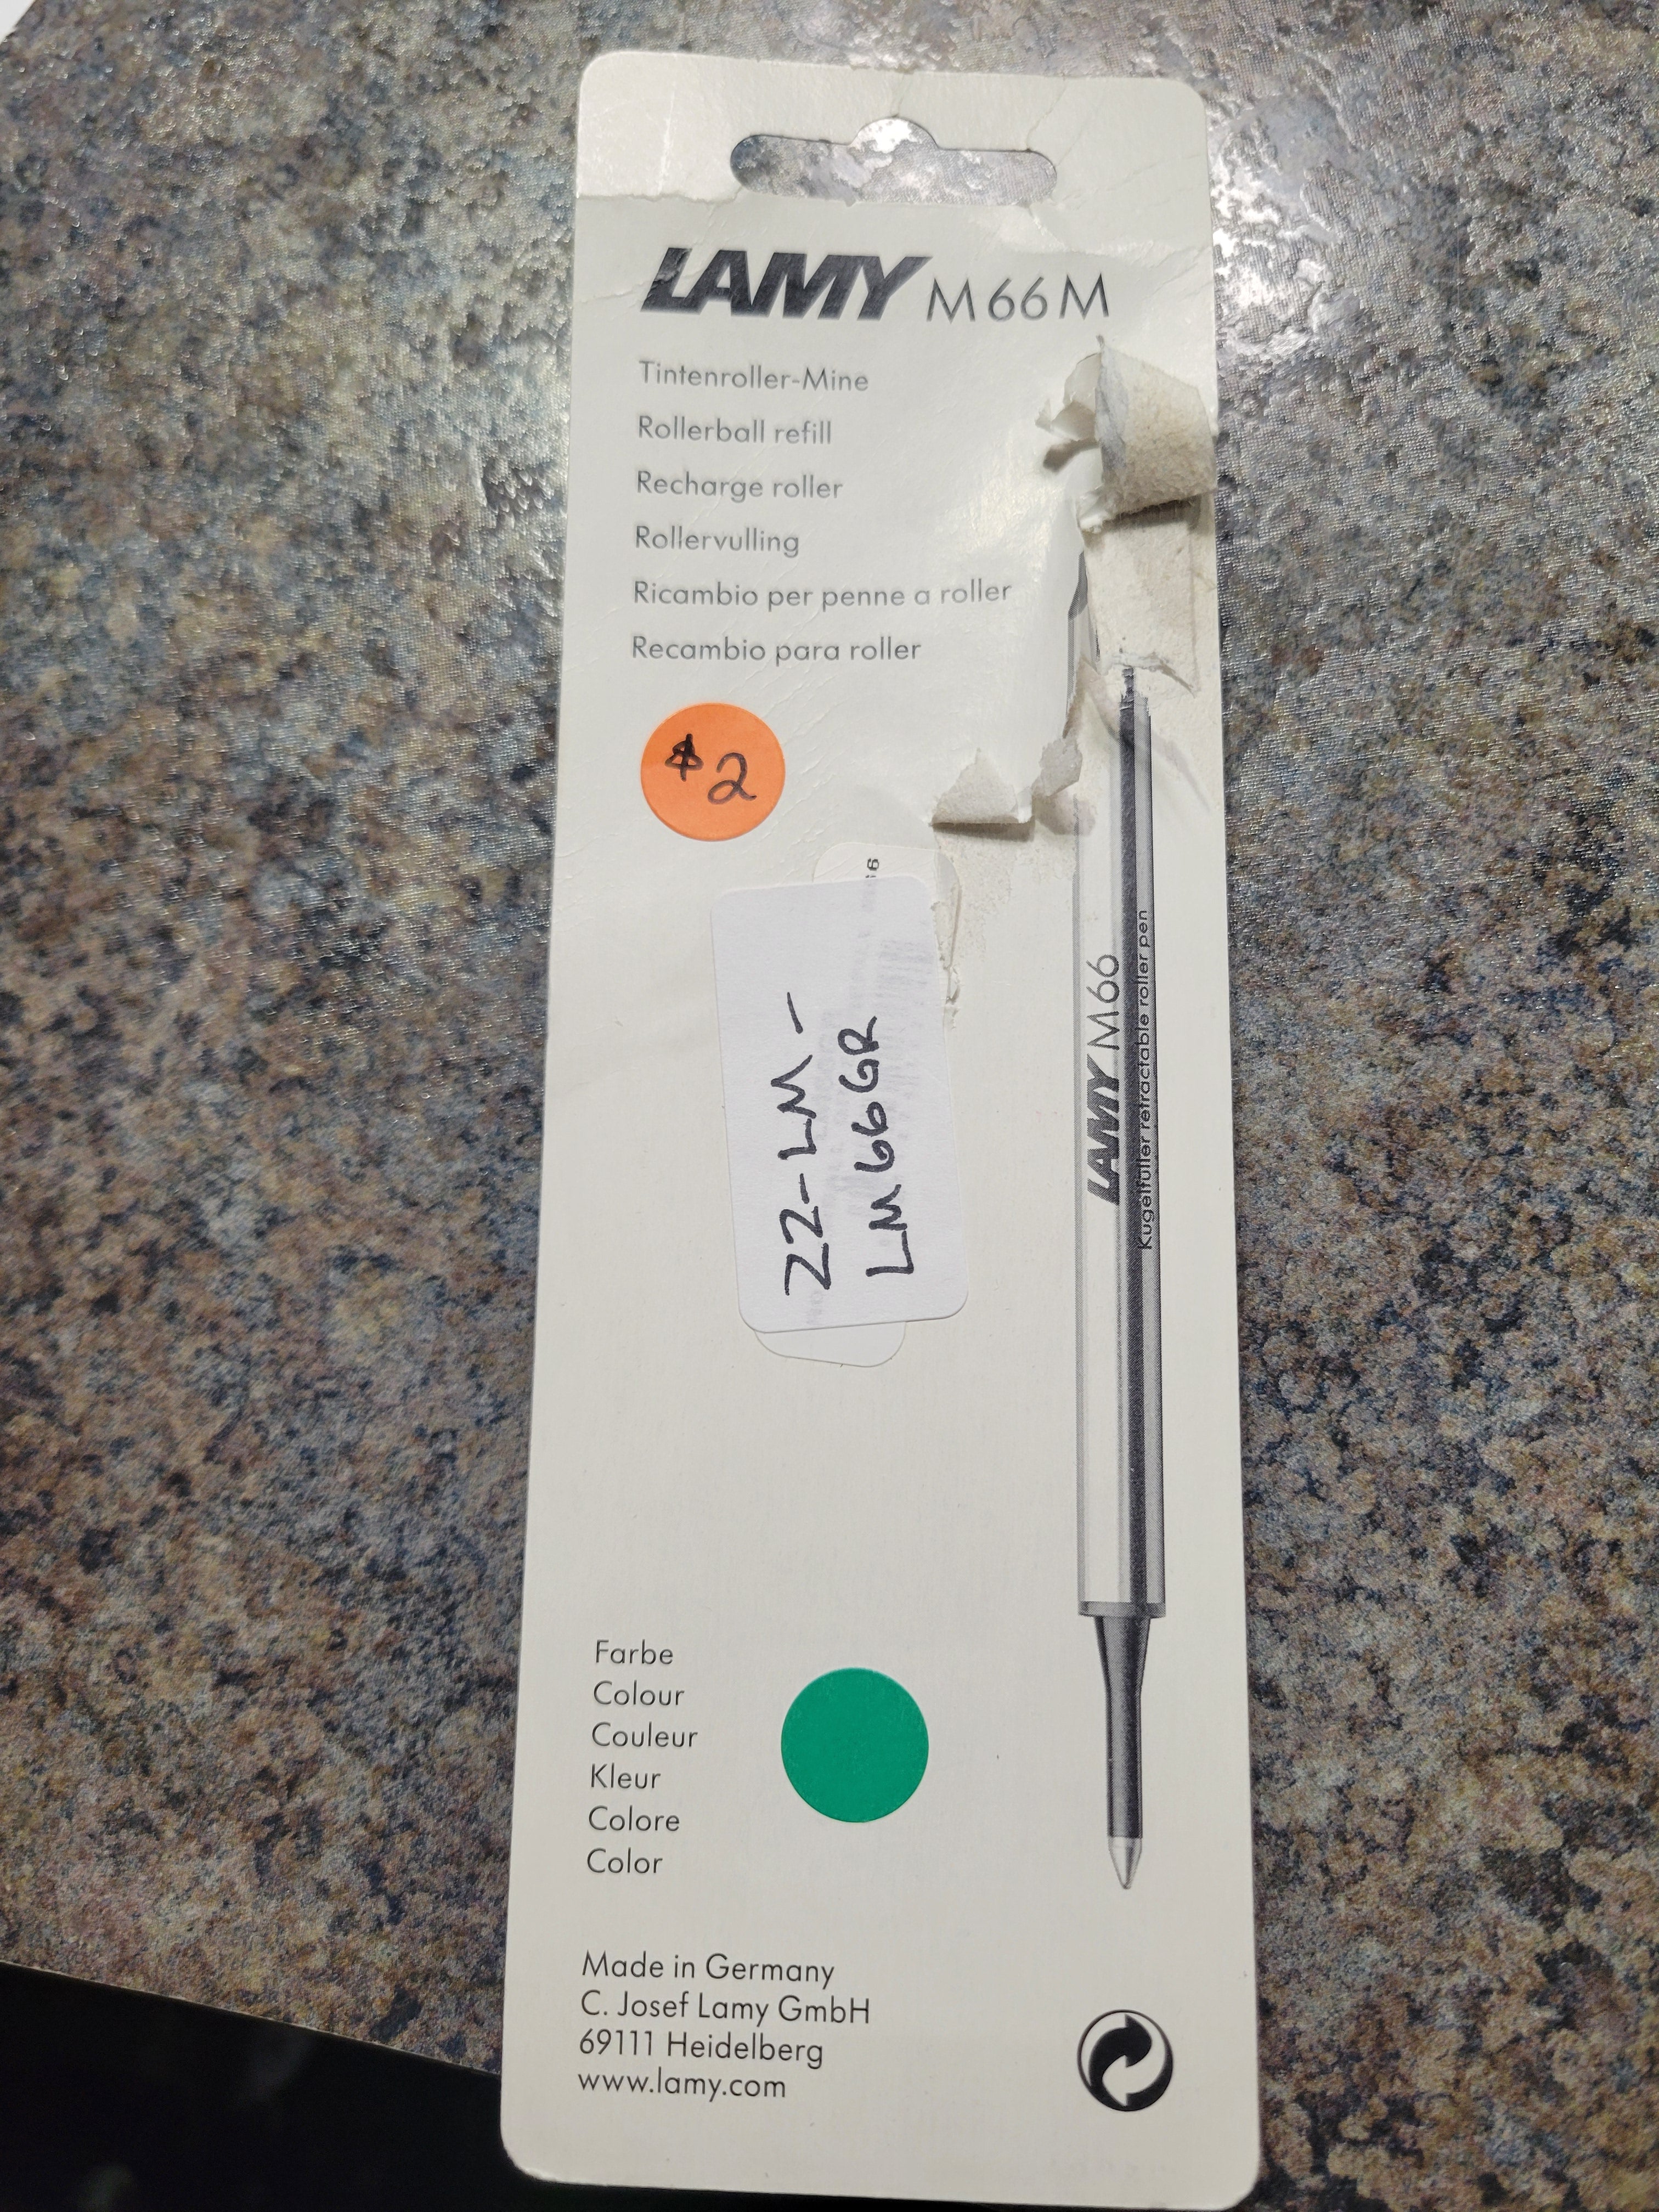 LAMY M66M
Tintenroller-Mine
Rollerball refill
Recharge roller
Rollervulling
Ricambio per penne a roller
Recambio para roller
$2
ZZ-LM-
LM66GR
LAMY M66
Kugelfüller retractable roller pen
Farbe
Colour
Couleur
Kleur
Colore
Color
Made in Germany
C. Josef Lamy GmbH
69111 Heidelberg
www.lamy.com